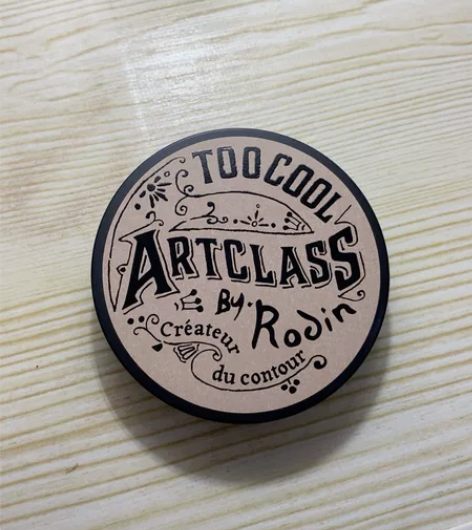 TOO COOL
ARTCLASS
BY Rodin
Créateur
du contour